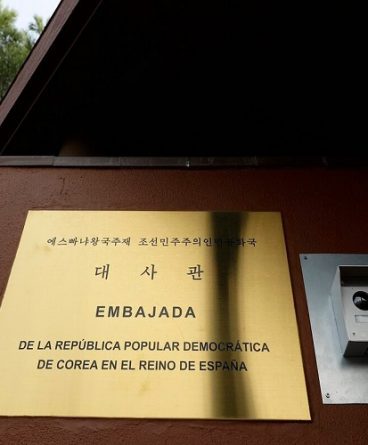 에스빠냐왕국주재 조선민주주의인민공화국
대 사 관
EMBAJADA
DE LA REPÚBLICA POPULAR DEMOCRÁTICA
DE COREA EN EL REINO DE ESPAÑA